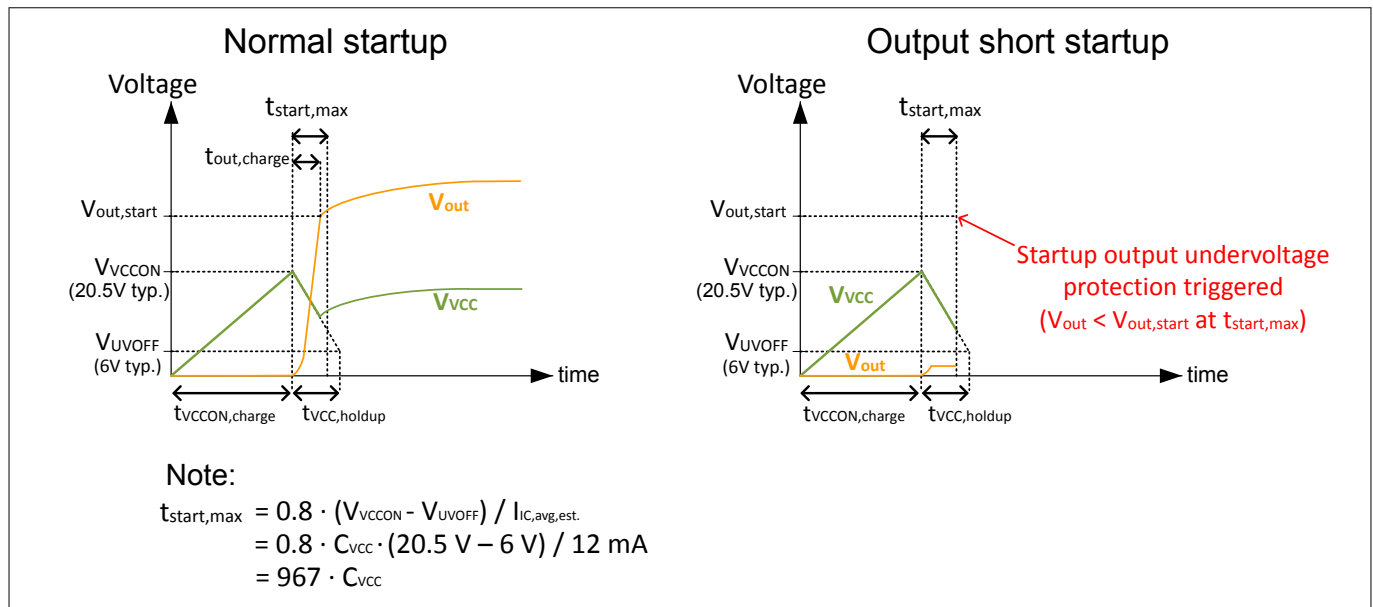 Normal startup
Voltage
tstart,max
tout,charge
Vout,start
Vout
VVCCON
(20.5V typ.)
VVCC
VUVOFF
(6V typ.)
time
tVCCON,charge
tVCC,holdup
Output short startup
Voltage
tstart,max
Vout,start
Startup output undervoltage
protection triggered
(Vout < Vout,start at tstart,max)
VVCCON
(20.5V typ.)
VVCC
VUVOFF
(6V typ.)
Vout
time
tVCCON,charge
tVCC,holdup
Note:
tstart,max = 0.8 · (VVCCON - VUVOFF) / IIC,avg,est.
= 0.8 · CVCC · (20.5 V – 6 V) / 12 mA
= 967 · CVCC